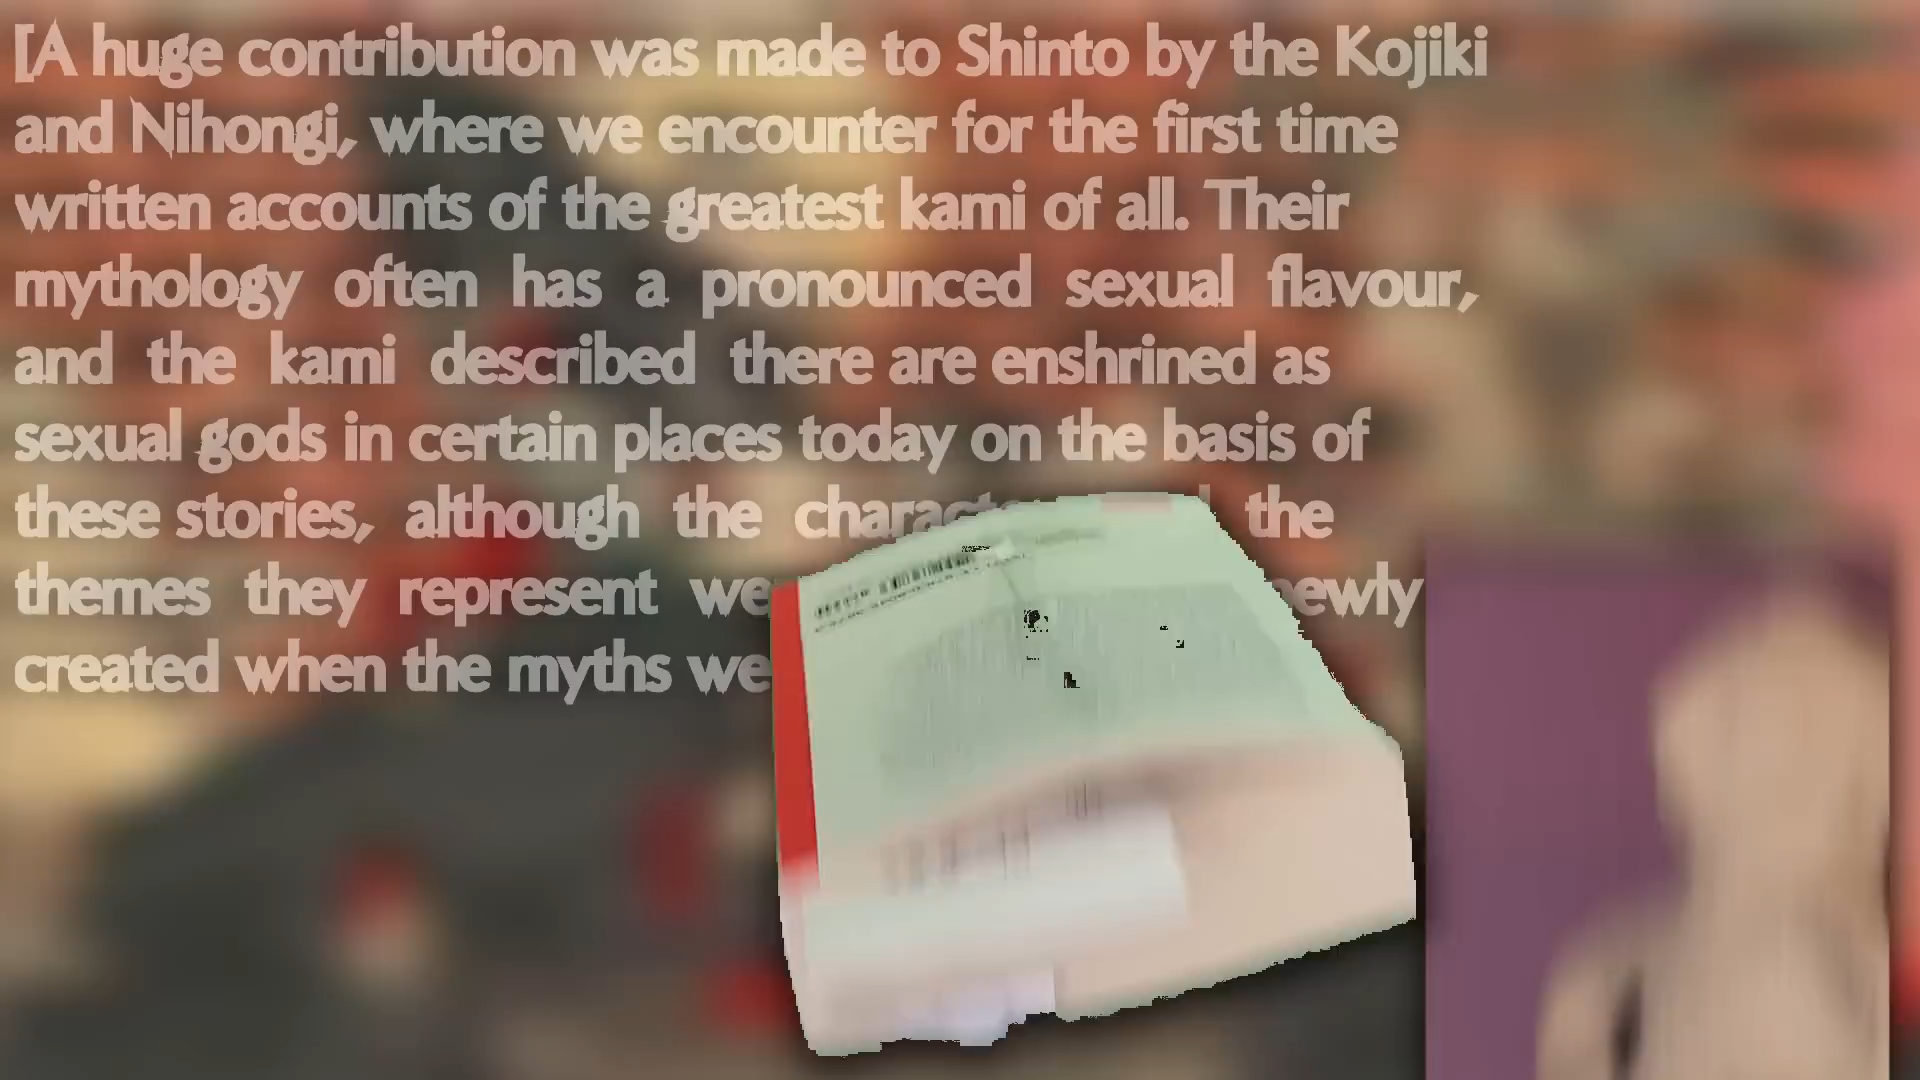 [A huge contribution was made to Shinto by the Kojiki
and Nihongi, where we encounter for the first time
written accounts of the greatest kami of all. Their
mythology often has a pronounced sexual flavour,
and the kami described there are enshrined as
sexual gods in certain places today on the basis of
these stories, although the the
themes they represent
created when the myths